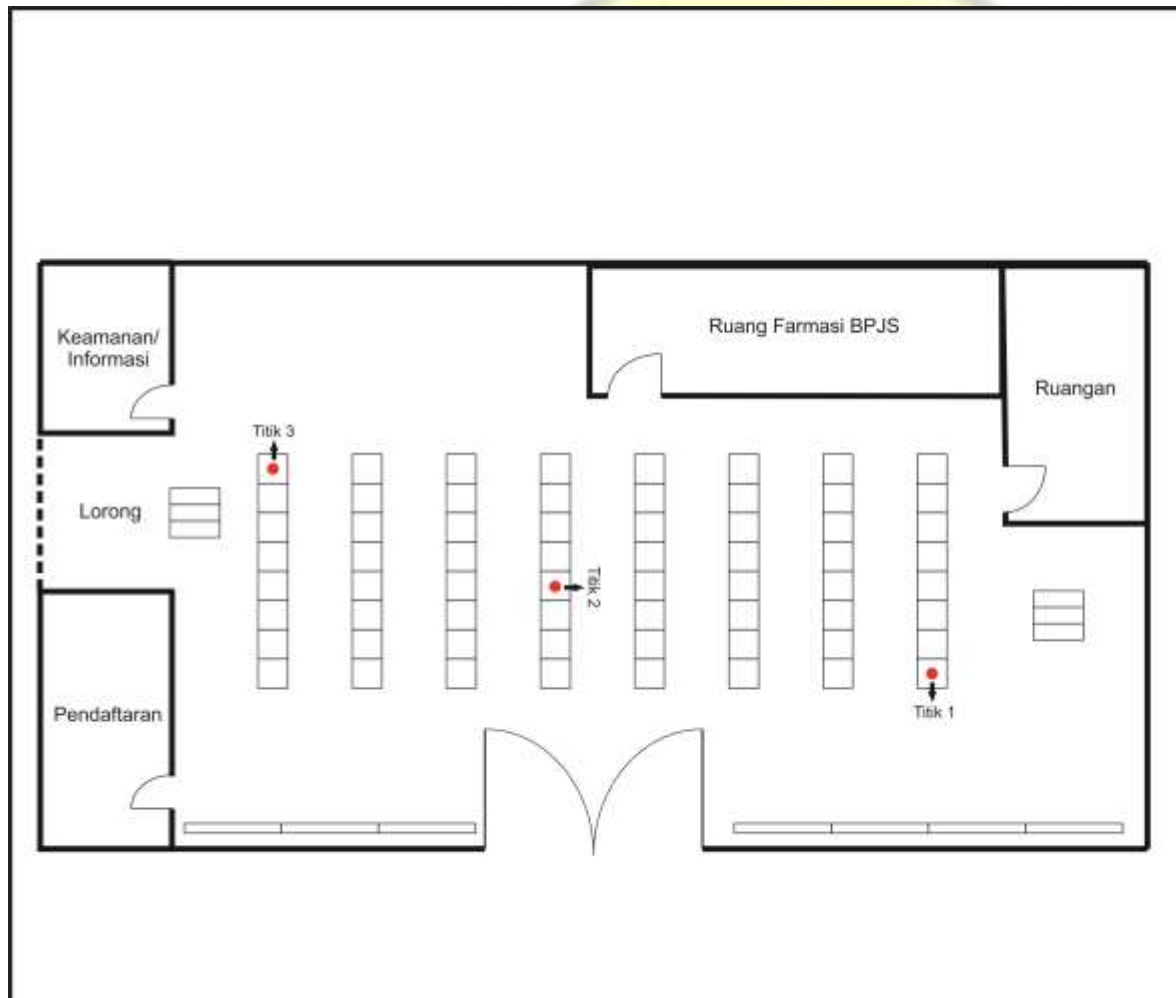 Keamanan/
Informasi
Ruang Farmasi BPJS
Ruangan
Titik 3
Lorong
Titik 2
Pendaftaran
Titik 1